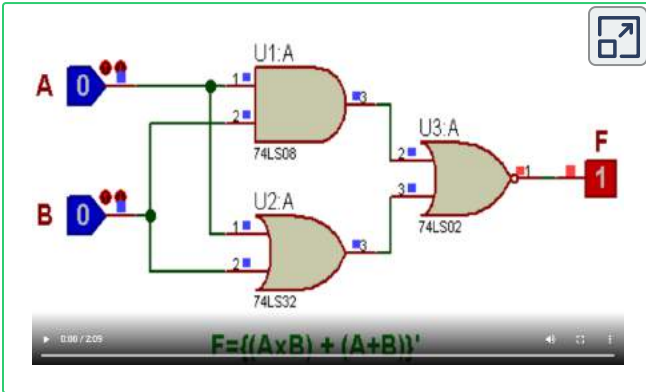 U1:A
A 0
1
2
3
74LS08
U3:A
2
3
1
74LS02
F
1
B 0
U2:A
1
2
3
74LS32
0:00 / 2:05
F={(AxB) + (A+B)}'